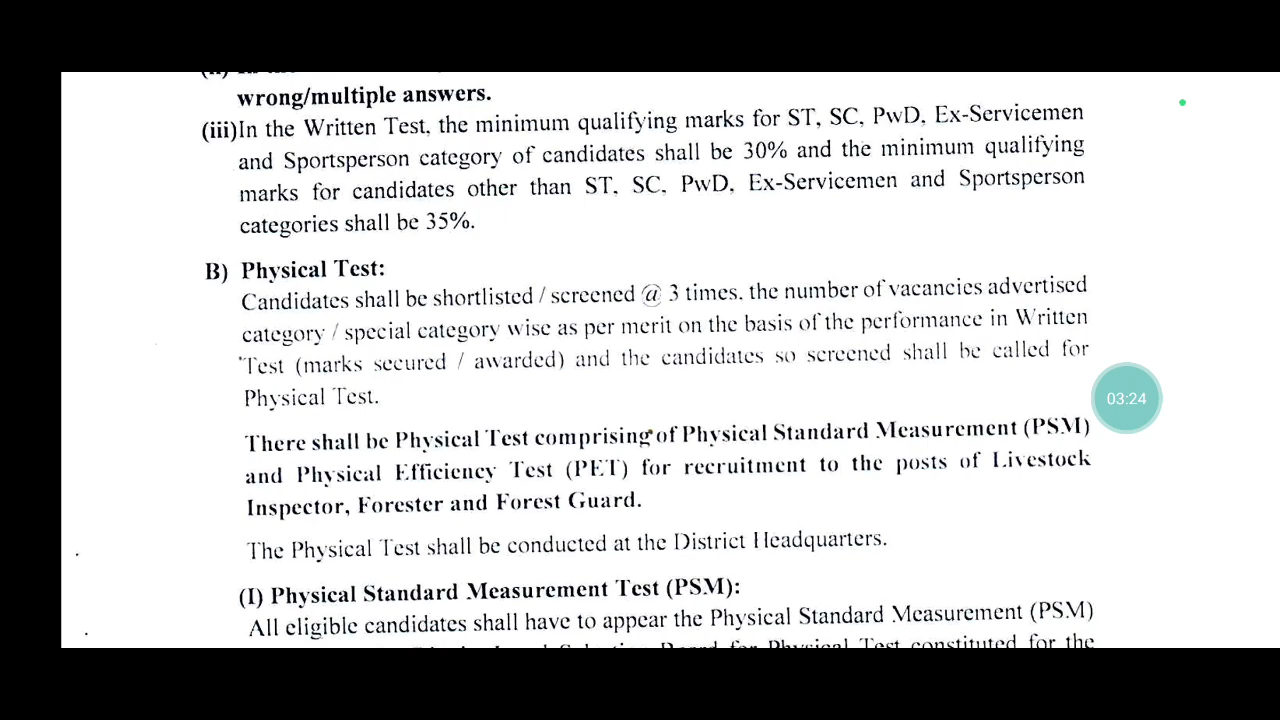 wrong/multiple answers.
(iii)In the Written Test, the minimum qualifying marks for ST, SC, PwD, Ex-Servicemen
and Sportsperson category of candidates shall be 30% and the minimum qualifying
marks for candidates other than ST, SC, PwD, Ex-Servicemen and Sportsperson
categories shall be 35%.
B) Physical Test:
Candidates shall be shortlisted / screened @ 3 times, the number of vacancies advertised
category / special category wise as per merit on the basis of the performance in Written
Test (marks secured / awarded) and the candidates so screened shall be called for
Physical Test.
03:24
There shall be Physical Test comprising of Physical Standard Measurement (PSM)
and Physical Efficiency Test (PET) for recruitment to the posts of Livestock
Inspector, Forester and Forest Guard.
The Physical Test shall be conducted at the District Headquarters.
(I) Physical Standard Measurement Test (PSM):
All eligible candidates shall have to appear the Physical Standard Measurement (PSM)
Board for Physical Test constituted for the